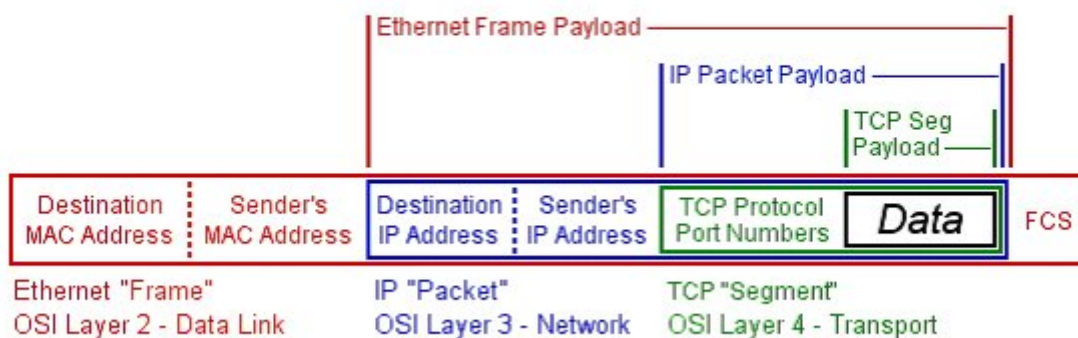 Ethernet Frame Payload
IP Packet Payload
TCP Seg
Payload
Destination
MAC Address
Sender's
MAC Address
Destination
IP Address
Sender's
IP Address
TCP Protocol
Port Numbers
Data
FCS
Ethernet "Frame"
OSI Layer 2 - Data Link
IP "Packet"
OSI Layer 3 - Network
TCP "Segment"
OSI Layer 4 - Transport